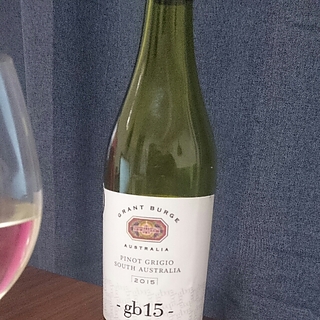 GRANT BURGE
AUSTRALIA
PINOT GRIGIO
SOUTH AUSTRALIA
2015
- gb15 -